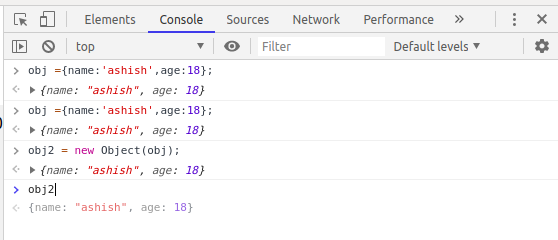 Elements Console Sources Network Performance »
top Filter Default levels
obj ={name:'ashish',age:18};
{name: "ashish", age: 18}
obj ={name:'ashish',age:18};
{name: "ashish", age: 18}
obj2 = new Object(obj);
{name: "ashish", age: 18}
obj2
{name: "ashish", age: 18}